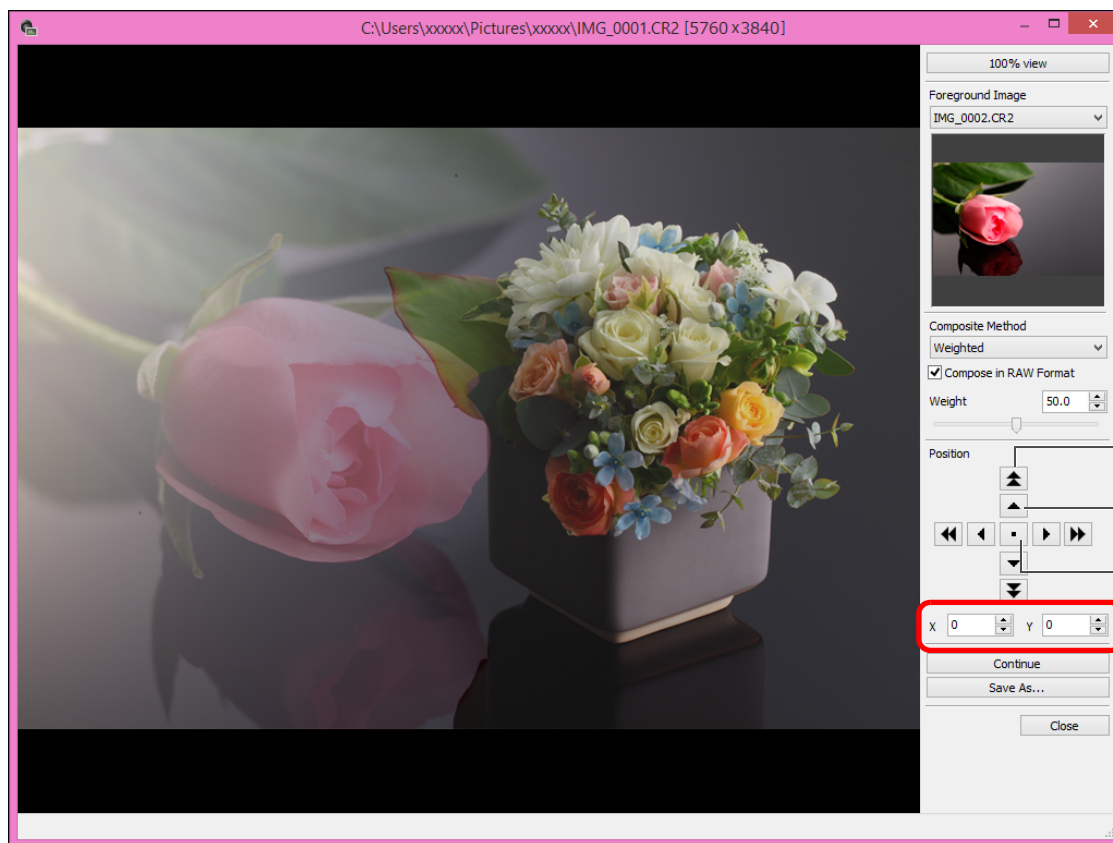 C:\Users\xxxxx\Pictures\xxxxx\IMG_0001.CR2 [5760 x 3840]
100% view
Foreground Image
IMG_0002.CR2
Composite Method
Weighted
Compose in RAW Format
Weight 50.0
Position
X 0 Y 0
Continue
Save As...
Close